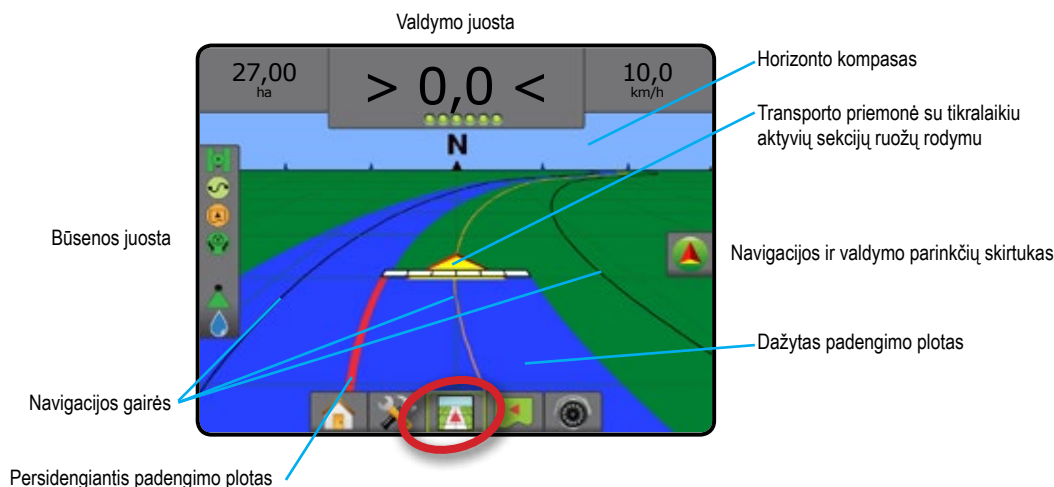 Valdymo juosta
27,00
ha
> 0,0 <
10,0
km/h
N
Horizonto kompasas
Transporto priemonė su tikralaikiu
aktyvių sekcijų ruožų rodymu
Būsenos juosta
Navigacijos ir valdymo parinkčių skirtukas
Dažytas padengimo plotas
Navigacijos gairės
Persidengiantis padengimo plotas